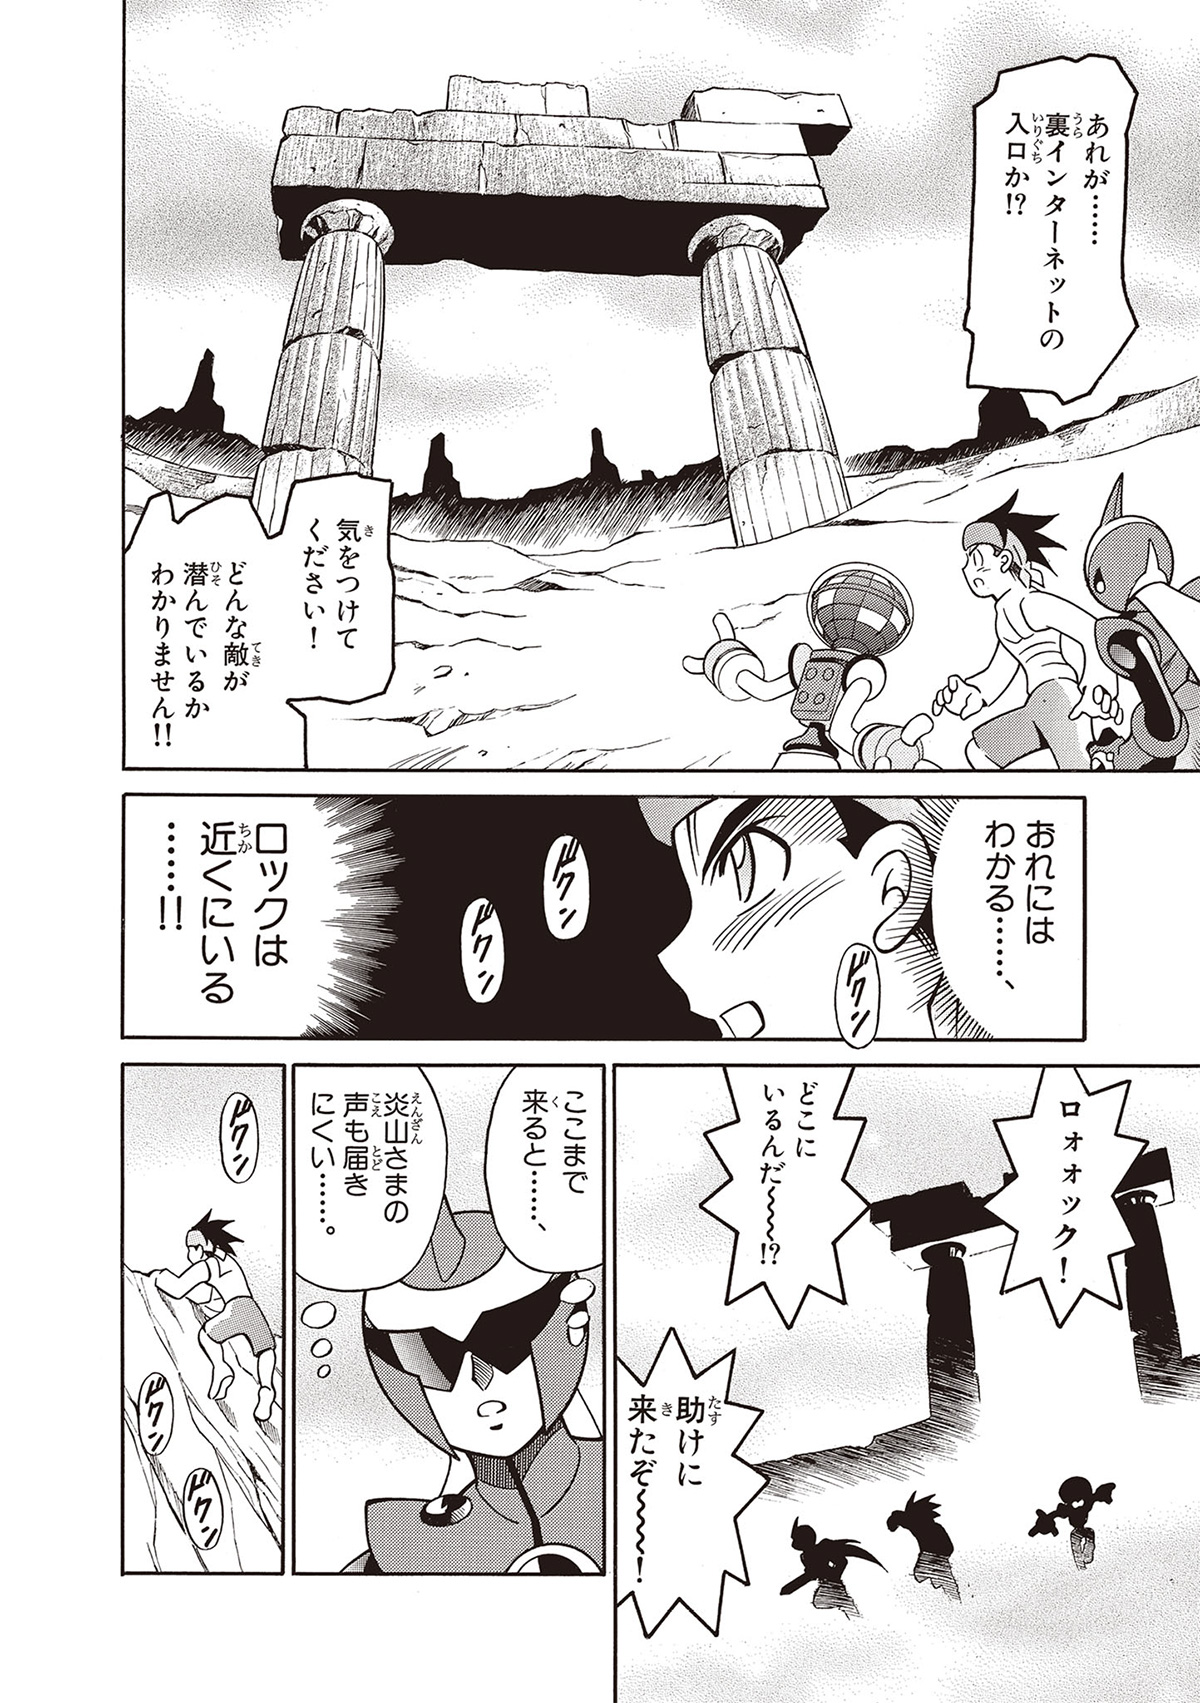 あれが……
裏インターネットの
入口か!?
気をつけて
ください！
どんな敵が
潜んでいるか
わかりません!!
おれには
わかる……、
ドクン
ドクン
ドクン
ロックは
近くにいる
……!!
ロォォック！
どこに
いるんだ〜〜!?
助けに
来たぞ〜〜〜！
ここまで
来ると……、
炎山さまの
声も届き
にくい……。
ドクン
ドクン
ドクン